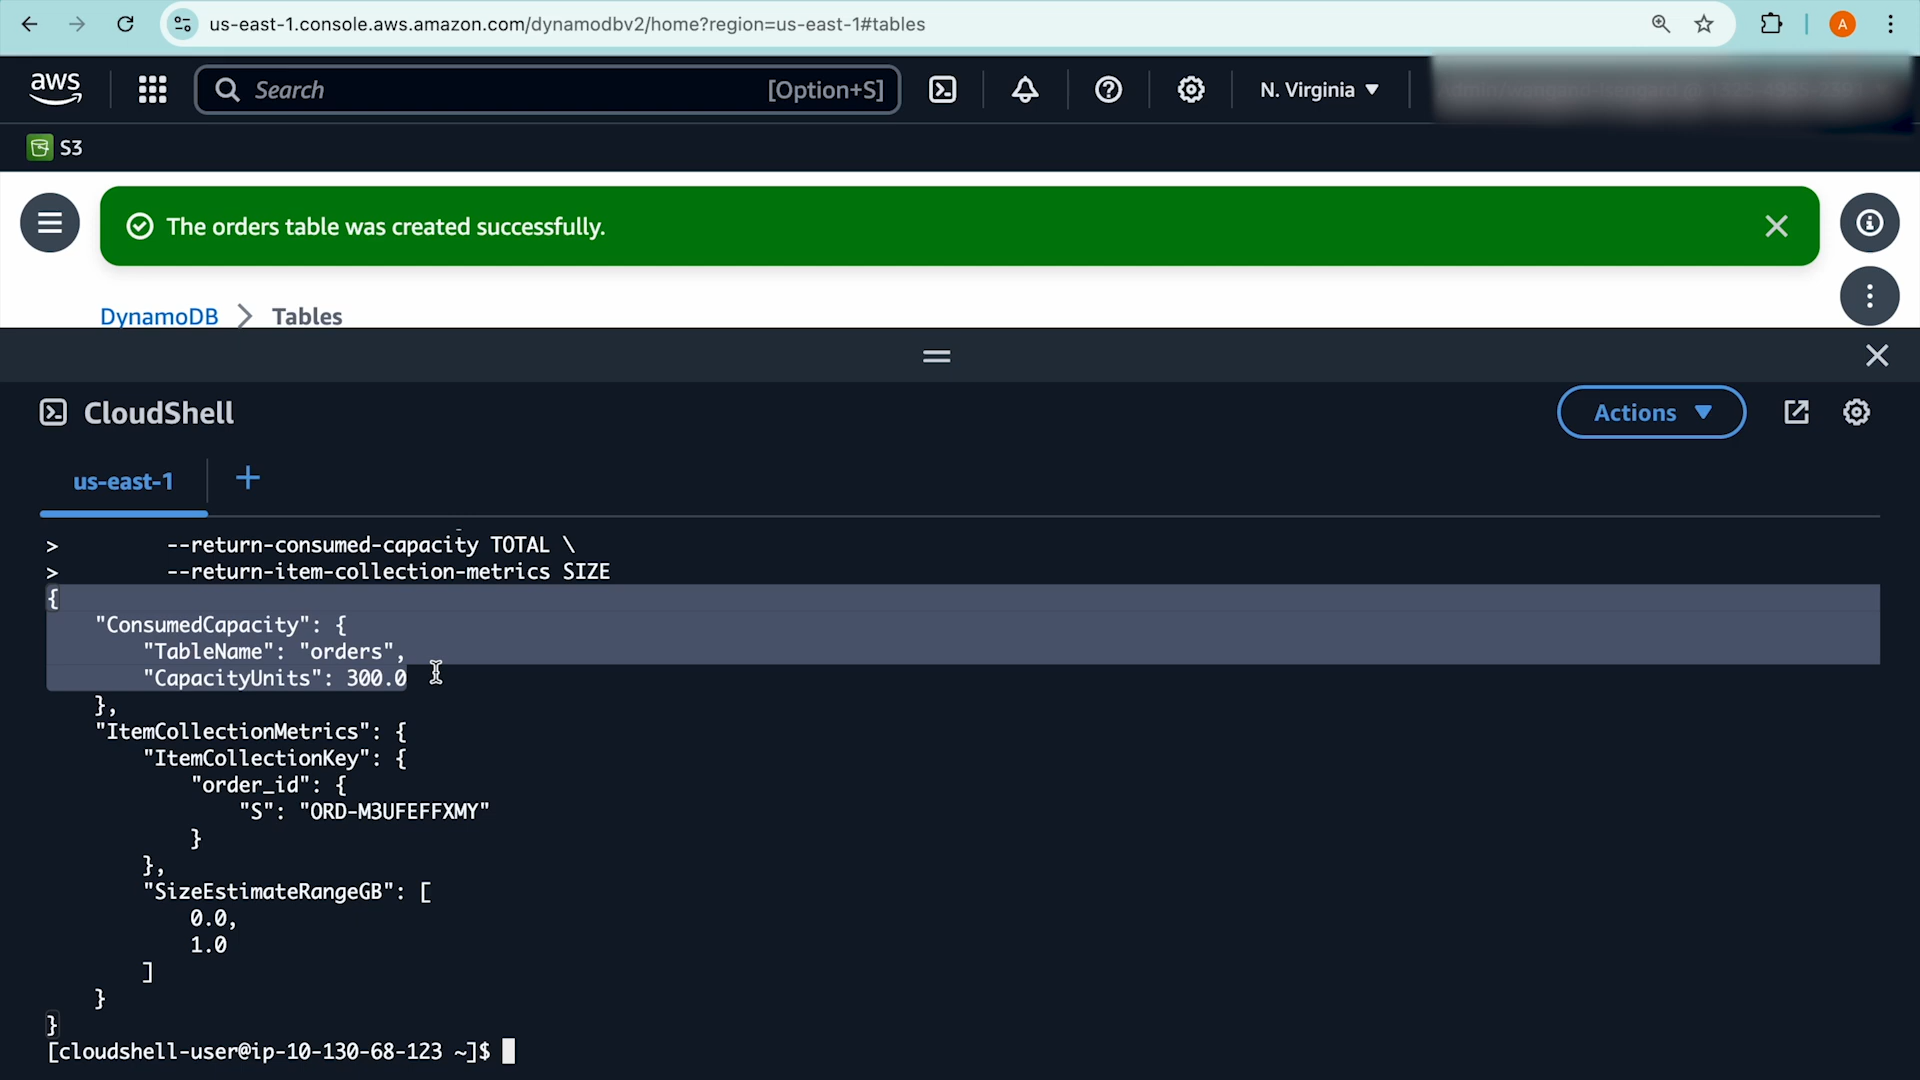 us-east-1.console.aws.amazon.com/dynamodbv2/home?region=us-east-1#tables
A
aws
Search
[Option+S]
N. Virginia
S3
The orders table was created successfully.
DynamoDB
Tables
CloudShell
Actions
us-east-1
> --return-consumed-capacity TOTAL \
> --return-item-collection-metrics SIZE
{
"ConsumedCapacity": {
"TableName": "orders",
"CapacityUnits": 300.0
},
"ItemCollectionMetrics": {
"ItemCollectionKey": {
"order_id": {
"S": "ORD-M3UFEFFXMY"
}
},
"SizeEstimateRangeGB": [
0.0,
1.0
]
}
}
[cloudshell-user@ip-10-130-68-123 ~]$